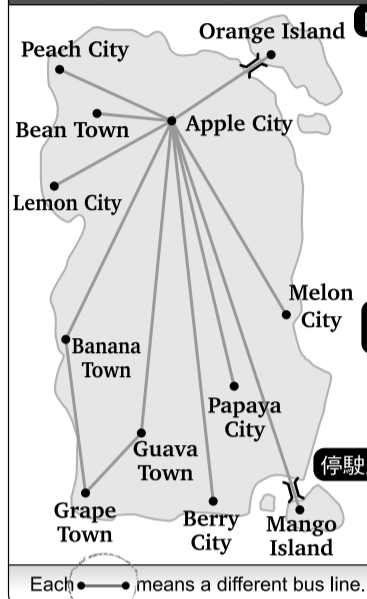 Orange Island
Peach City
Bean Town
Apple City
Lemon City
Melon
City
Banana
Town
Papaya
City
Guava
Town
停駛
Grape
Town
Berry
City
Mango
Island
Each means a different bus line.